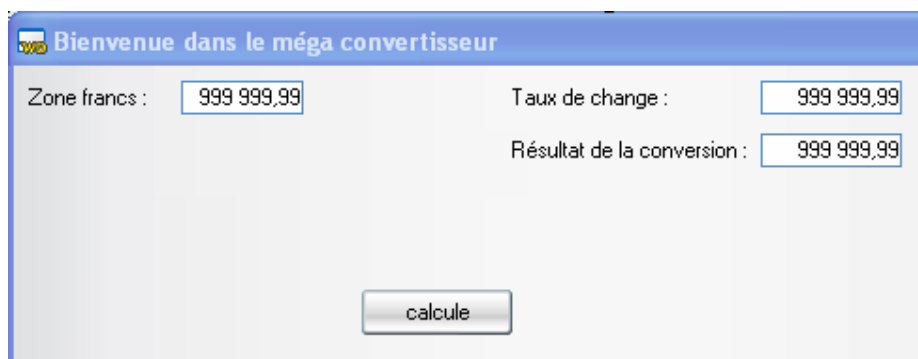 Bienvenue dans le méga convertisseur
Zone francs : 999 999,99 Taux de change : 999 999,99
Résultat de la conversion : 999 999,99
calcule